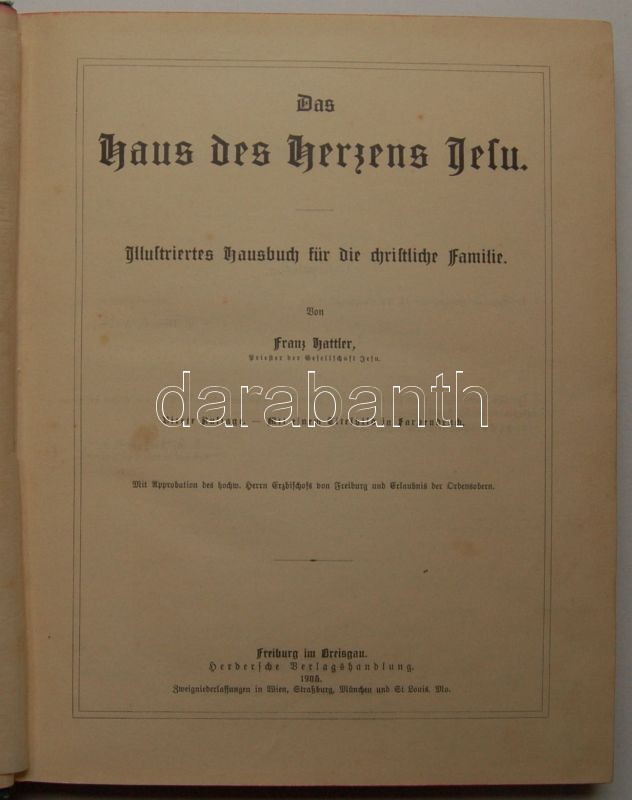 Das
Haus des Herzens Jesu.
Illustriertes Hausbuch für die christliche Familie.
Von
Franz Hattler,
Priester der Gesellschaft Jesu.
darabanth
Mit Approbation des hochw. Herrn Erzbischofs von Freiburg und Erlaubnis der Ordensobern.
Freiburg im Breisgau.
Herdersche Verlagshandlung.
Zweigniederlassungen in Wien, Straßburg, München und St Louis, Mo.